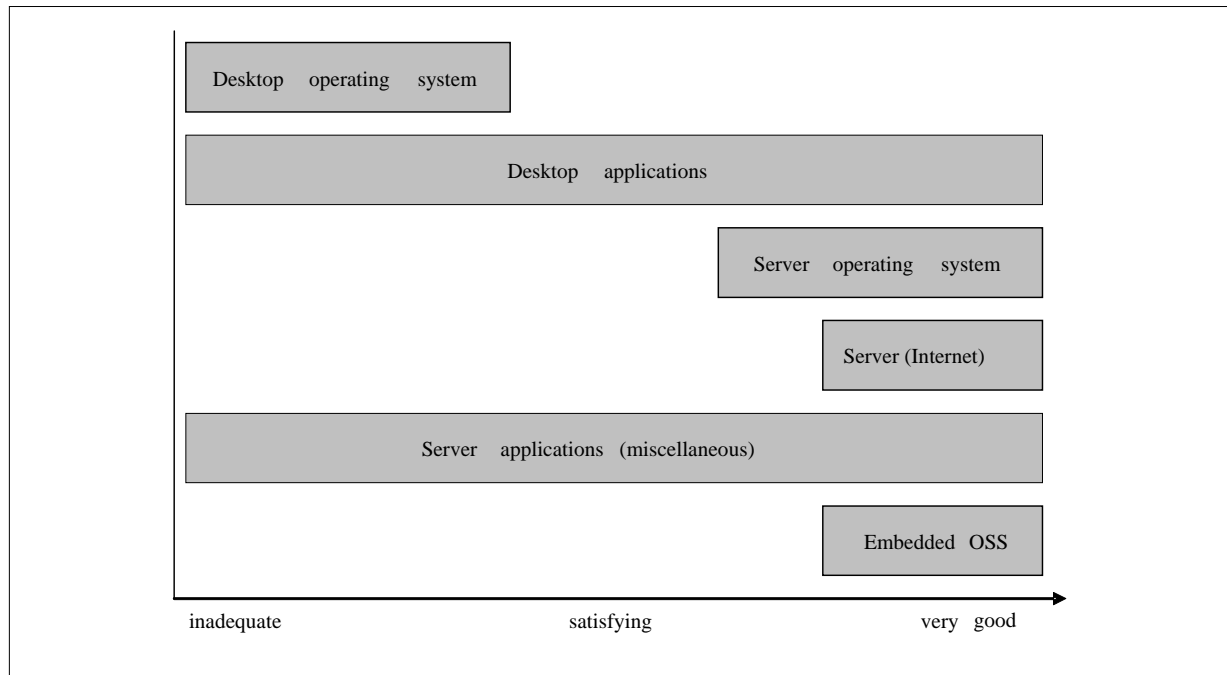 Desktop operating system
Desktop applications
Server operating system
Server (Internet)
Server applications (miscellaneous)
Embedded OSS
inadequate satisfying very good